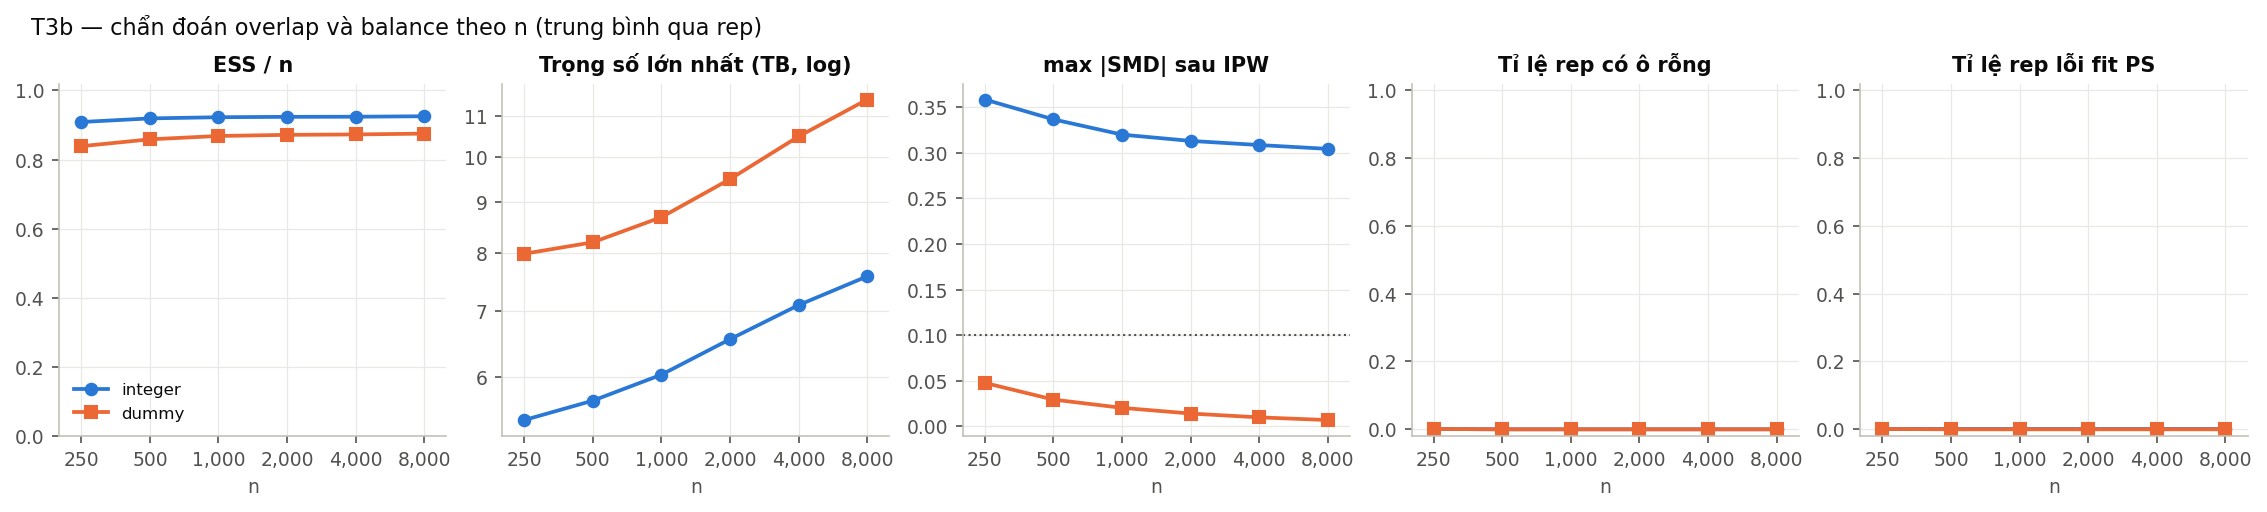 T3b — chẩn đoán overlap và balance theo n (trung bình qua rep)
ESS / n
1.0
0.8
0.6
0.4
0.2
0.0
integer
dummy
250 500 1,000 2,000 4,000 8,000
n
Trọng số lớn nhất (TB, log)
11
10
9
8
7
6
250 500 1,000 2,000 4,000 8,000
n
max |SMD| sau IPW
0.35
0.30
0.25
0.20
0.15
0.10
0.05
0.00
250 500 1,000 2,000 4,000 8,000
n
Tỉ lệ rep có ô rỗng
1.0
0.8
0.6
0.4
0.2
0.0
250 500 1,000 2,000 4,000 8,000
n
Tỉ lệ rep lỗi fit PS
1.0
0.8
0.6
0.4
0.2
0.0
250 500 1,000 2,000 4,000 8,000
n